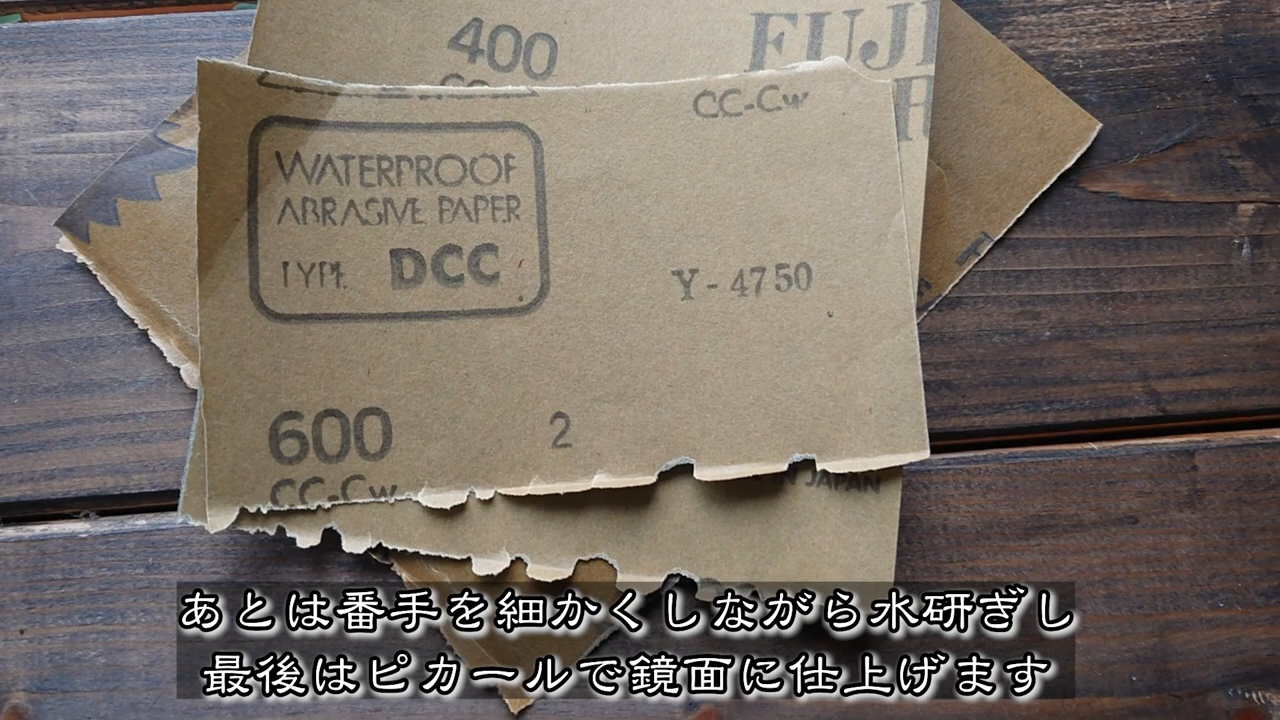 400
FUJI
CC-Cw
WATERPROOF
ABRASIVE PAPER
TYPE DCC
Y-4750
600
2
CC-Cw
IN JAPAN
あとは番手を細かくしながら水研ぎし
最後はピカールで鏡面に仕上げます